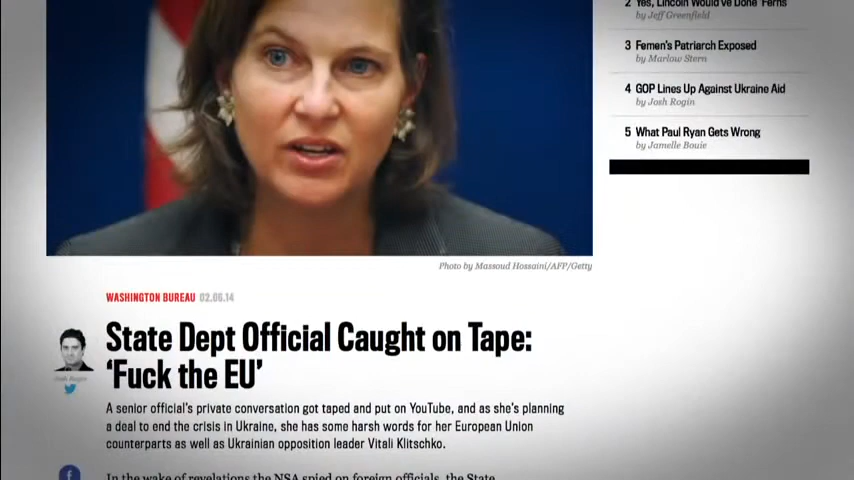 2 Yes, Lincoln Would've Done 'Ferns'
by Jeff Greenfield
3 Femen's Patriarch Exposed
by Marlow Stern
4 GOP Lines Up Against Ukraine Aid
by Josh Rogin
5 What Paul Ryan Gets Wrong
by Jamelle Bouie
Photo by Massoud Hossaini/AFP/Getty
WASHINGTON BUREAU 02.06.14
State Dept Official Caught on Tape:
'Fuck the EU'
Josh Rogin
A senior official's private conversation got taped and put on YouTube, and as she's planning
a deal to end the crisis in Ukraine, she has some harsh words for her European Union
counterparts as well as Ukrainian opposition leader Vitali Klitschko.
f
In the wake of revelations the NSA spied on foreign officials, the State